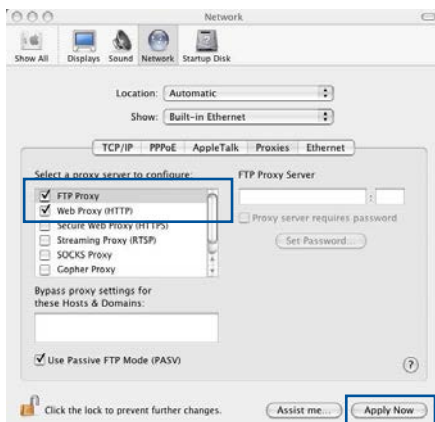 Network
Show All Displays Sound Network Startup Disk
Location: Automatic
Show: Built-in Ethernet
TCP/IP PPPoE AppleTalk Proxies Ethernet
Select a proxy server to configure: FTP Proxy Server
FTP Proxy
:
Web Proxy (HTTP)
Secure Web Proxy (HTTPS)
Proxy server requires password
Streaming Proxy (RTSP)
Set Password...
SOCKS Proxy
Gopher Proxy
Bypass proxy settings for
these Hosts & Domains:
Use Passive FTP Mode (PASV)
?
Click the lock to prevent further changes.
Assist me...
Apply Now